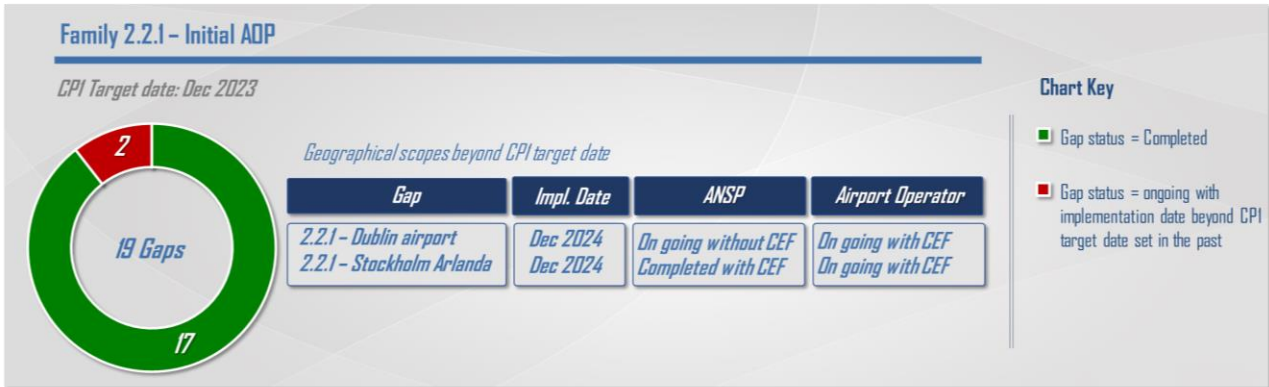 Family 2.2.1 – Initial AOP
CP1 Target date: Dec 2023
2
19 Gaps
17
Geographical scopes beyond CP1 target date
Gap Impl. Date ANSP Airport Operator
2.2.1 – Dublin airport Dec 2024 On going without CEF On going with CEF
2.2.1 – Stockholm Arlanda Dec 2024 Completed with CEF On going with CEF
Chart Key
Gap status = Completed
Gap status = ongoing with
implementation date beyond CP1
target date set in the past